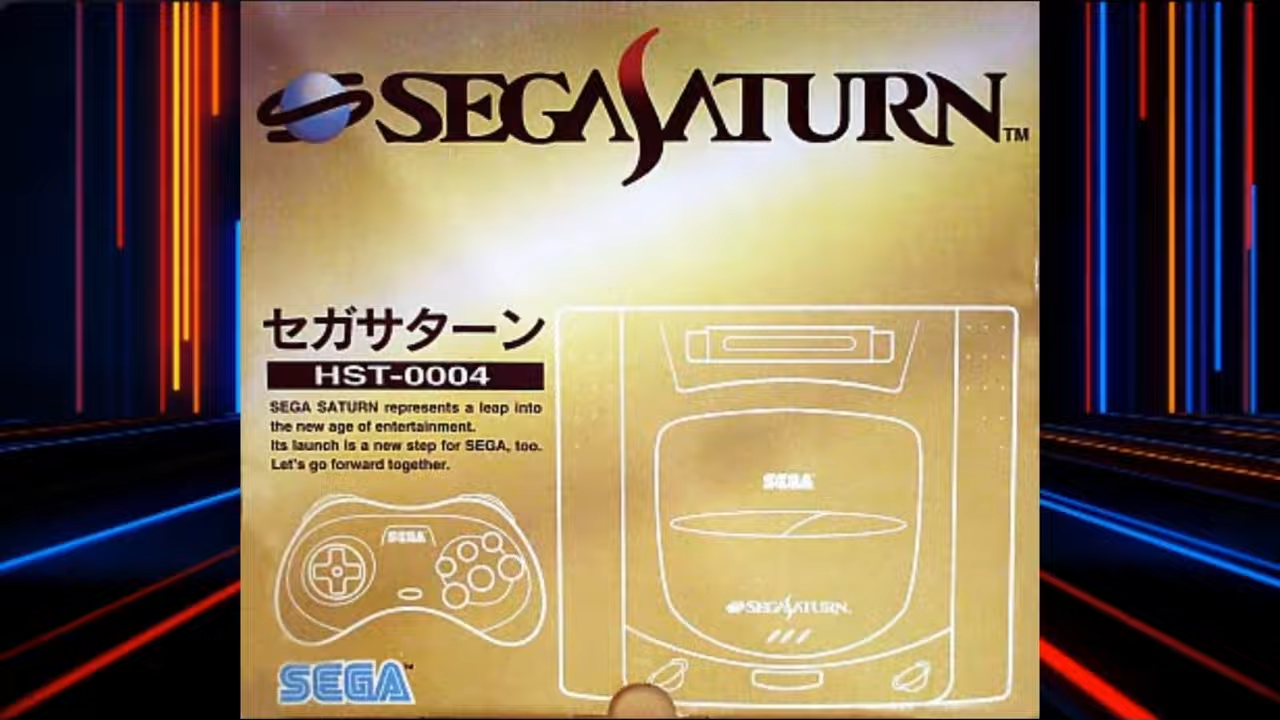 SEGA SATURN™
セガサターン
HST-0004
SEGA SATURN represents a leap into
the new age of entertainment.
Its launch is a new step for SEGA, too.
Let's go forward together.
SEGA
SEGA
SEGA SATURN
SEGA™